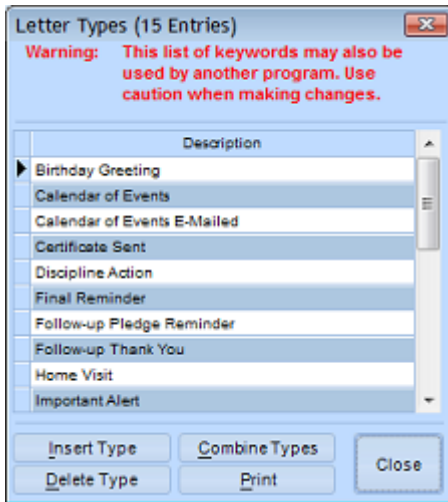 Letter Types (15 Entries)
Warning: This list of keywords may also be
used by another program. Use
caution when making changes.
Description
Birthday Greeting
Calendar of Events
Calendar of Events E-Mailed
Certificate Sent
Discipline Action
Final Reminder
Follow-up Pledge Reminder
Follow-up Thank You
Home Visit
Important Alert
Insert Type Combine Types
Delete Type Print
Close